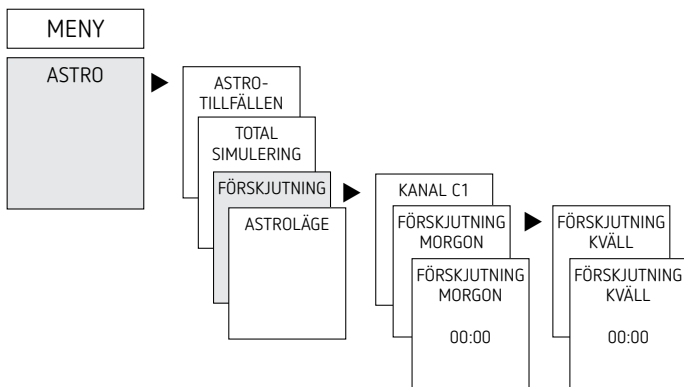 MENY
ASTRO
ASTRO-
TILLFÄLLEN
TOTAL
SIMULERING
FÖRSKJUTNING
ASTROLÄGE
KANAL C1
FÖRSKJUTNING
MORGON
FÖRSKJUTNING
MORGON
00:00
FÖRSKJUTNING
KVÄLL
FÖRSKJUTNING
KVÄLL
00:00